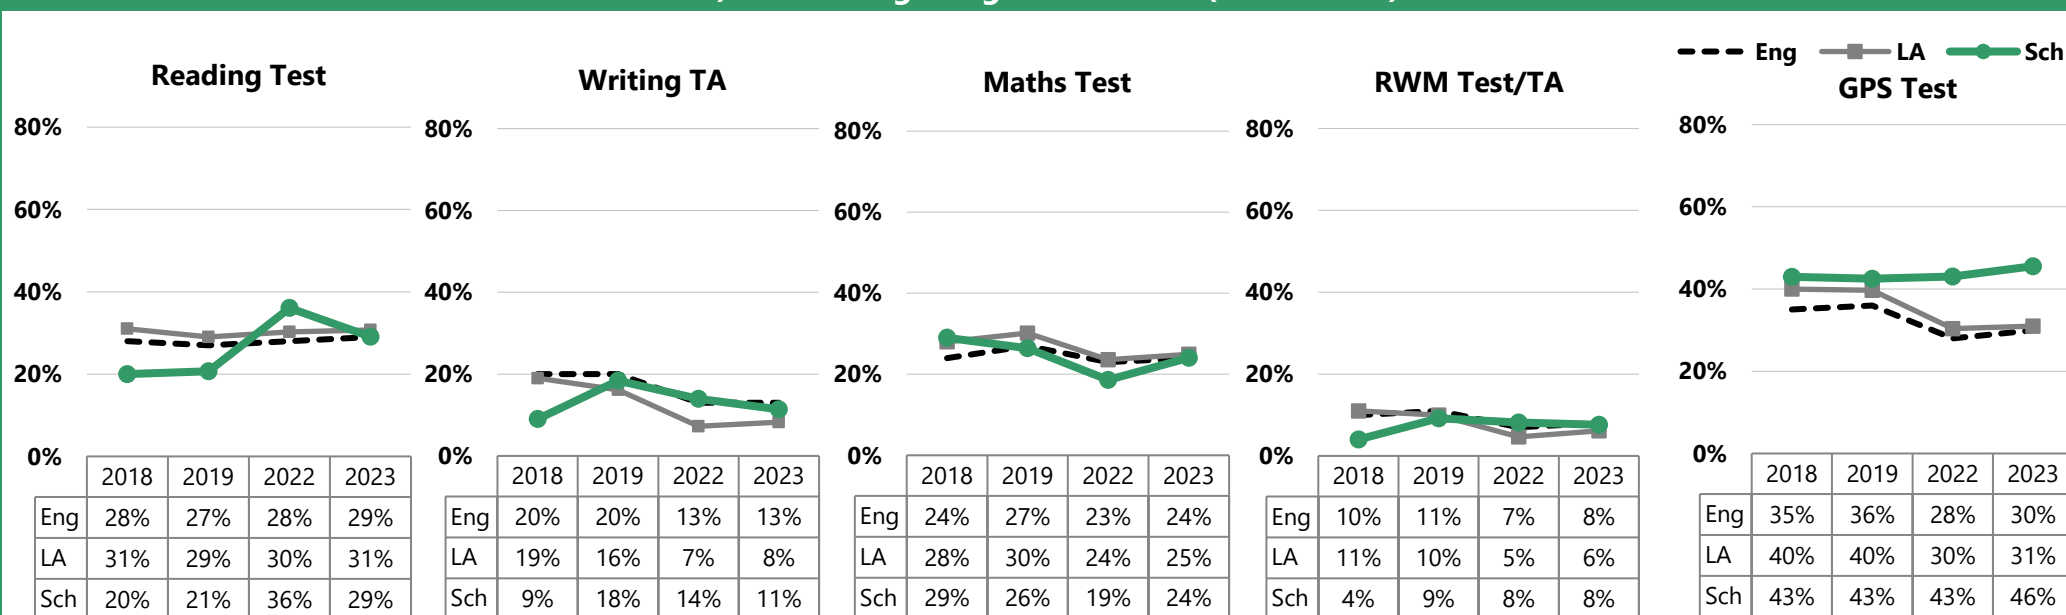 Eng LA Sch
Reading Test
80%
60%
40%
20%
0%
2018 2019 2022 2023
Eng 28% 27% 28% 29%
LA 31% 29% 30% 31%
Sch 20% 21% 36% 29%
Writing TA
80%
60%
40%
20%
0%
2018 2019 2022 2023
Eng 20% 20% 13% 13%
LA 19% 16% 7% 8%
Sch 9% 18% 14% 11%
Maths Test
80%
60%
40%
20%
0%
2018 2019 2022 2023
Eng 24% 27% 23% 24%
LA 28% 30% 24% 25%
Sch 29% 26% 19% 24%
RWM Test/TA
80%
60%
40%
20%
0%
2018 2019 2022 2023
Eng 10% 11% 7% 8%
LA 11% 10% 5% 6%
Sch 4% 9% 8% 8%
GPS Test
80%
60%
40%
20%
0%
2018 2019 2022 2023
Eng 35% 36% 28% 30%
LA 40% 40% 30% 31%
Sch 43% 43% 43% 46%